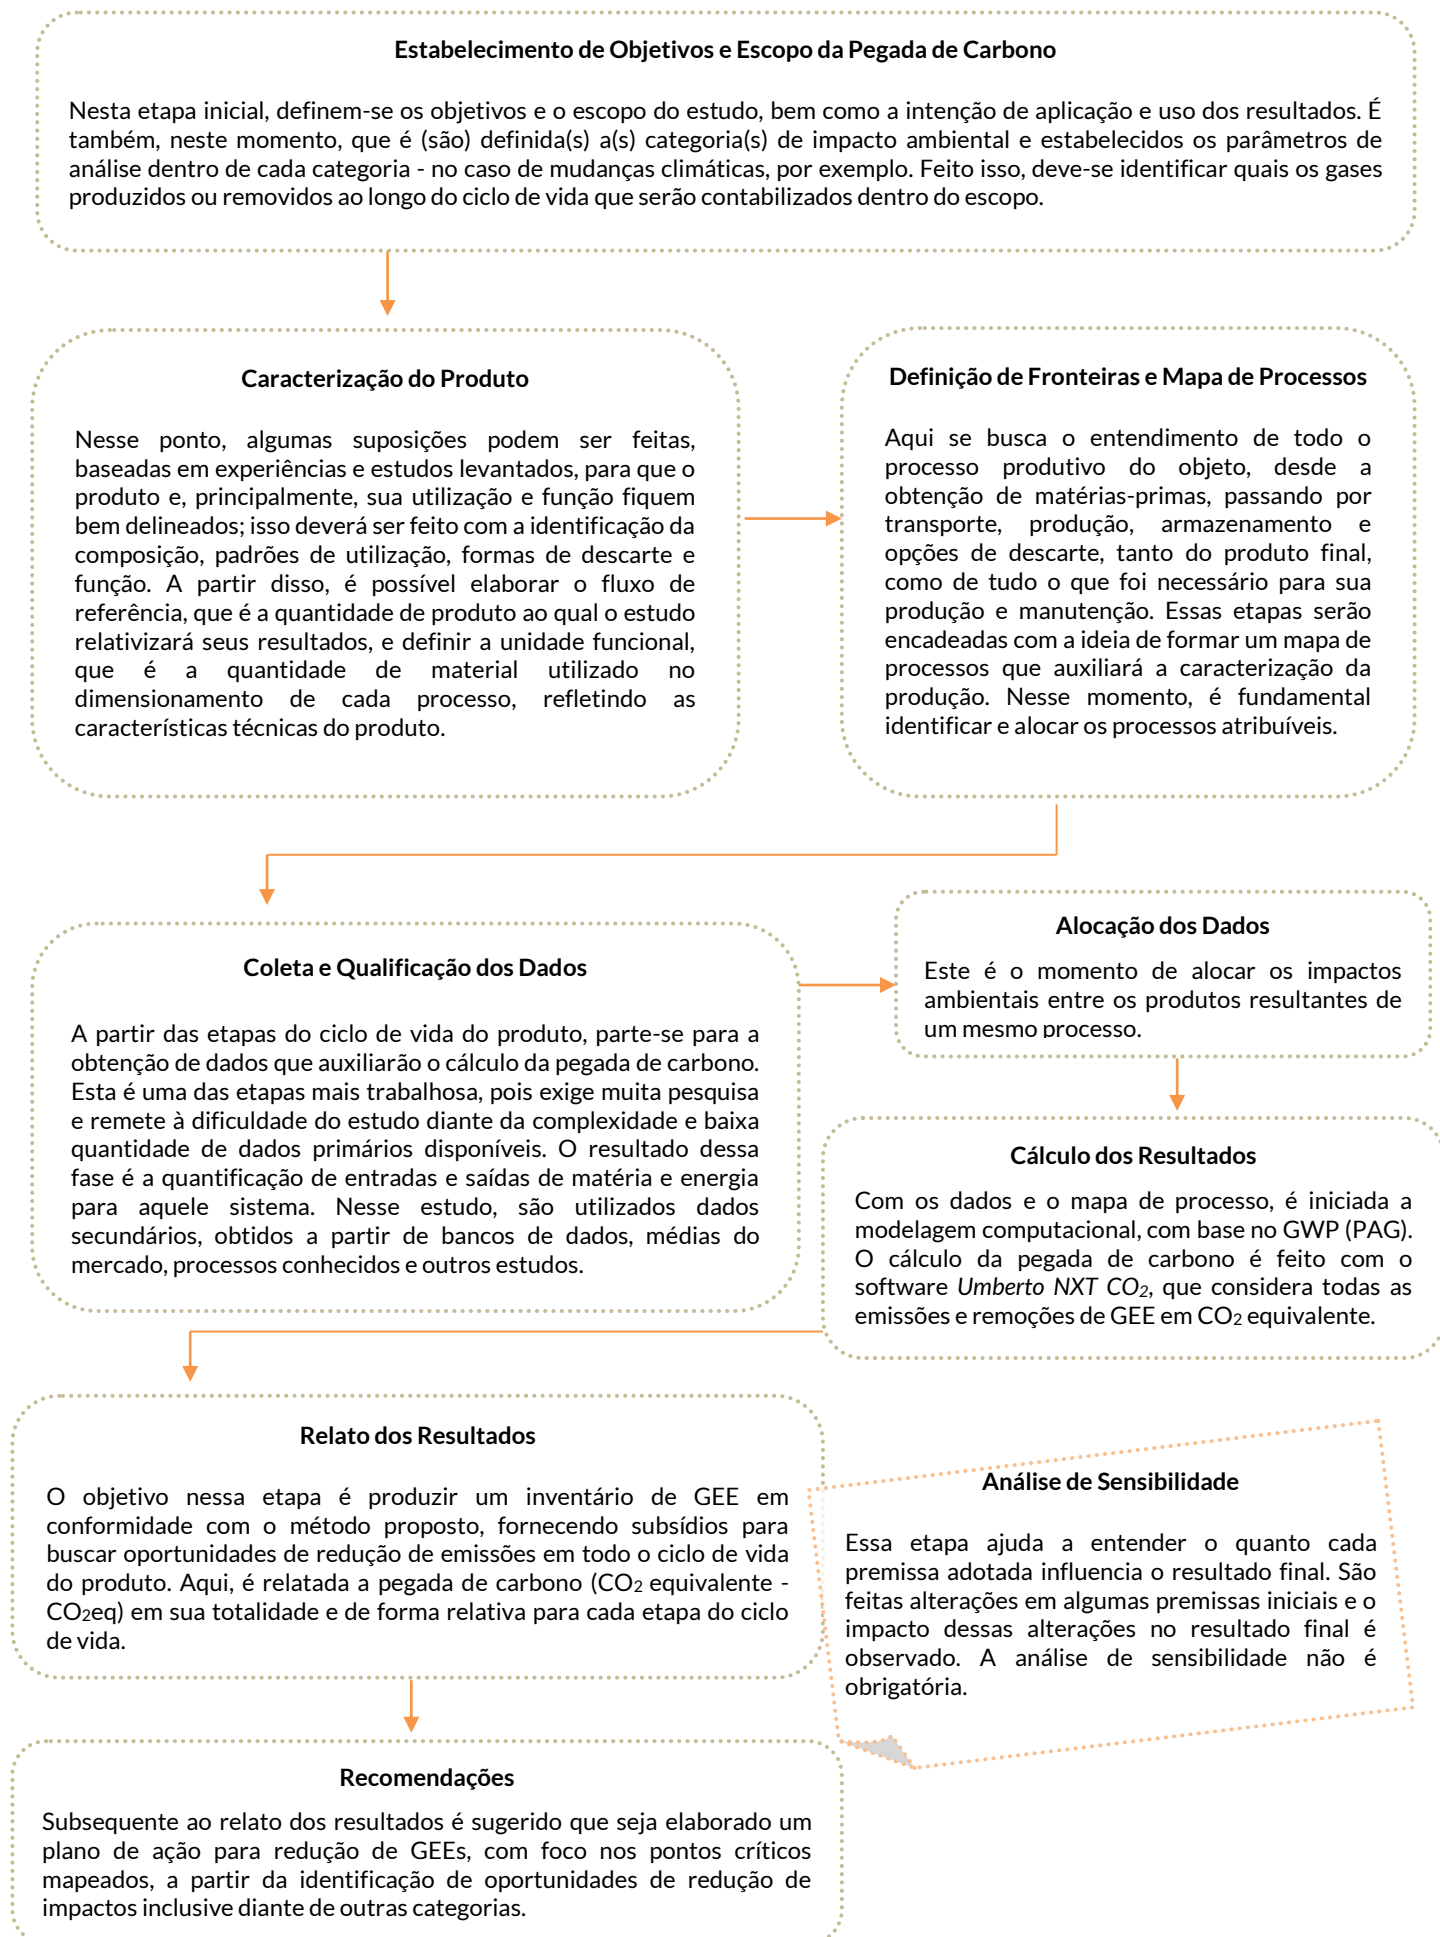 Estabelecimento de Objetivos e Escopo da Pegada de Carbono
Nesta etapa inicial, definem-se os objetivos e o escopo do estudo, bem como a intenção de aplicação e uso dos resultados. É
também, neste momento, que é (são) definida(s) a(s) categoria(s) de impacto ambiental e estabelecidos os parâmetros de
análise dentro de cada categoria - no caso de mudanças climáticas, por exemplo. Feito isso, deve-se identificar quais os gases
produzidos ou removidos ao longo do ciclo de vida que serão contabilizados dentro do escopo.
Caracterização do Produto
Nesse ponto, algumas suposições podem ser feitas,
baseadas em experiências e estudos levantados, para que o
produto e, principalmente, sua utilização e função fiquem
bem delineados; isso deverá ser feito com a identificação da
composição, padrões de utilização, formas de descarte e
função. A partir disso, é possível elaborar o fluxo de
referência, que é a quantidade de produto ao qual o estudo
relativizará seus resultados, e definir a unidade funcional,
que é a quantidade de material utilizado no
dimensionamento de cada processo, refletindo as
características técnicas do produto.
Definição de Fronteiras e Mapa de Processos
Aqui se busca o entendimento de todo o
processo produtivo do objeto, desde a
obtenção de matérias-primas, passando por
transporte, produção, armazenamento e
opções de descarte, tanto do produto final,
como de tudo o que foi necessário para sua
produção e manutenção. Essas etapas serão
encadeadas com a ideia de formar um mapa de
processos que auxiliará a caracterização da
produção. Nesse momento, é fundamental
identificar e alocar os processos atribuíveis.
Coleta e Qualificação dos Dados
A partir das etapas do ciclo de vida do produto, parte-se para a
obtenção de dados que auxiliarão o cálculo da pegada de carbono.
Esta é uma das etapas mais trabalhosa, pois exige muita pesquisa
e remete à dificuldade do estudo diante da complexidade e baixa
quantidade de dados primários disponíveis. O resultado dessa
fase é a quantificação de entradas e saídas de matéria e energia
para aquele sistema. Nesse estudo, são utilizados dados
secundários, obtidos a partir de bancos de dados, médias do
mercado, processos conhecidos e outros estudos.
Alocação dos Dados
Este é o momento de alocar os impactos
ambientais entre os produtos resultantes de
um mesmo processo.
Cálculo dos Resultados
Com os dados e o mapa de processo, é iniciada a
modelagem computacional, com base no GWP (PAG).
O cálculo da pegada de carbono é feito com o
software Umberto NXT CO₂, que considera todas as
emissões e remoções de GEE em CO₂ equivalente.
Relato dos Resultados
O objetivo nessa etapa é produzir um inventário de GEE em
conformidade com o método proposto, fornecendo subsídios para
buscar oportunidades de redução de emissões em todo o ciclo de vida
do produto. Aqui, é relatada a pegada de carbono (CO₂ equivalente -
CO₂eq) em sua totalidade e de forma relativa para cada etapa do ciclo
de vida.
Análise de Sensibilidade
Essa etapa ajuda a entender o quanto cada
premissa adotada influencia o resultado final. São
feitas alterações em algumas premissas iniciais e o
impacto dessas alterações no resultado final é
observado. A análise de sensibilidade não é
obrigatória.
Recomendações
Subsequente ao relato dos resultados é sugerido que seja elaborado um
plano de ação para redução de GEEs, com foco nos pontos críticos
mapeados, a partir da identificação de oportunidades de redução de
impactos inclusive diante de outras categorias.